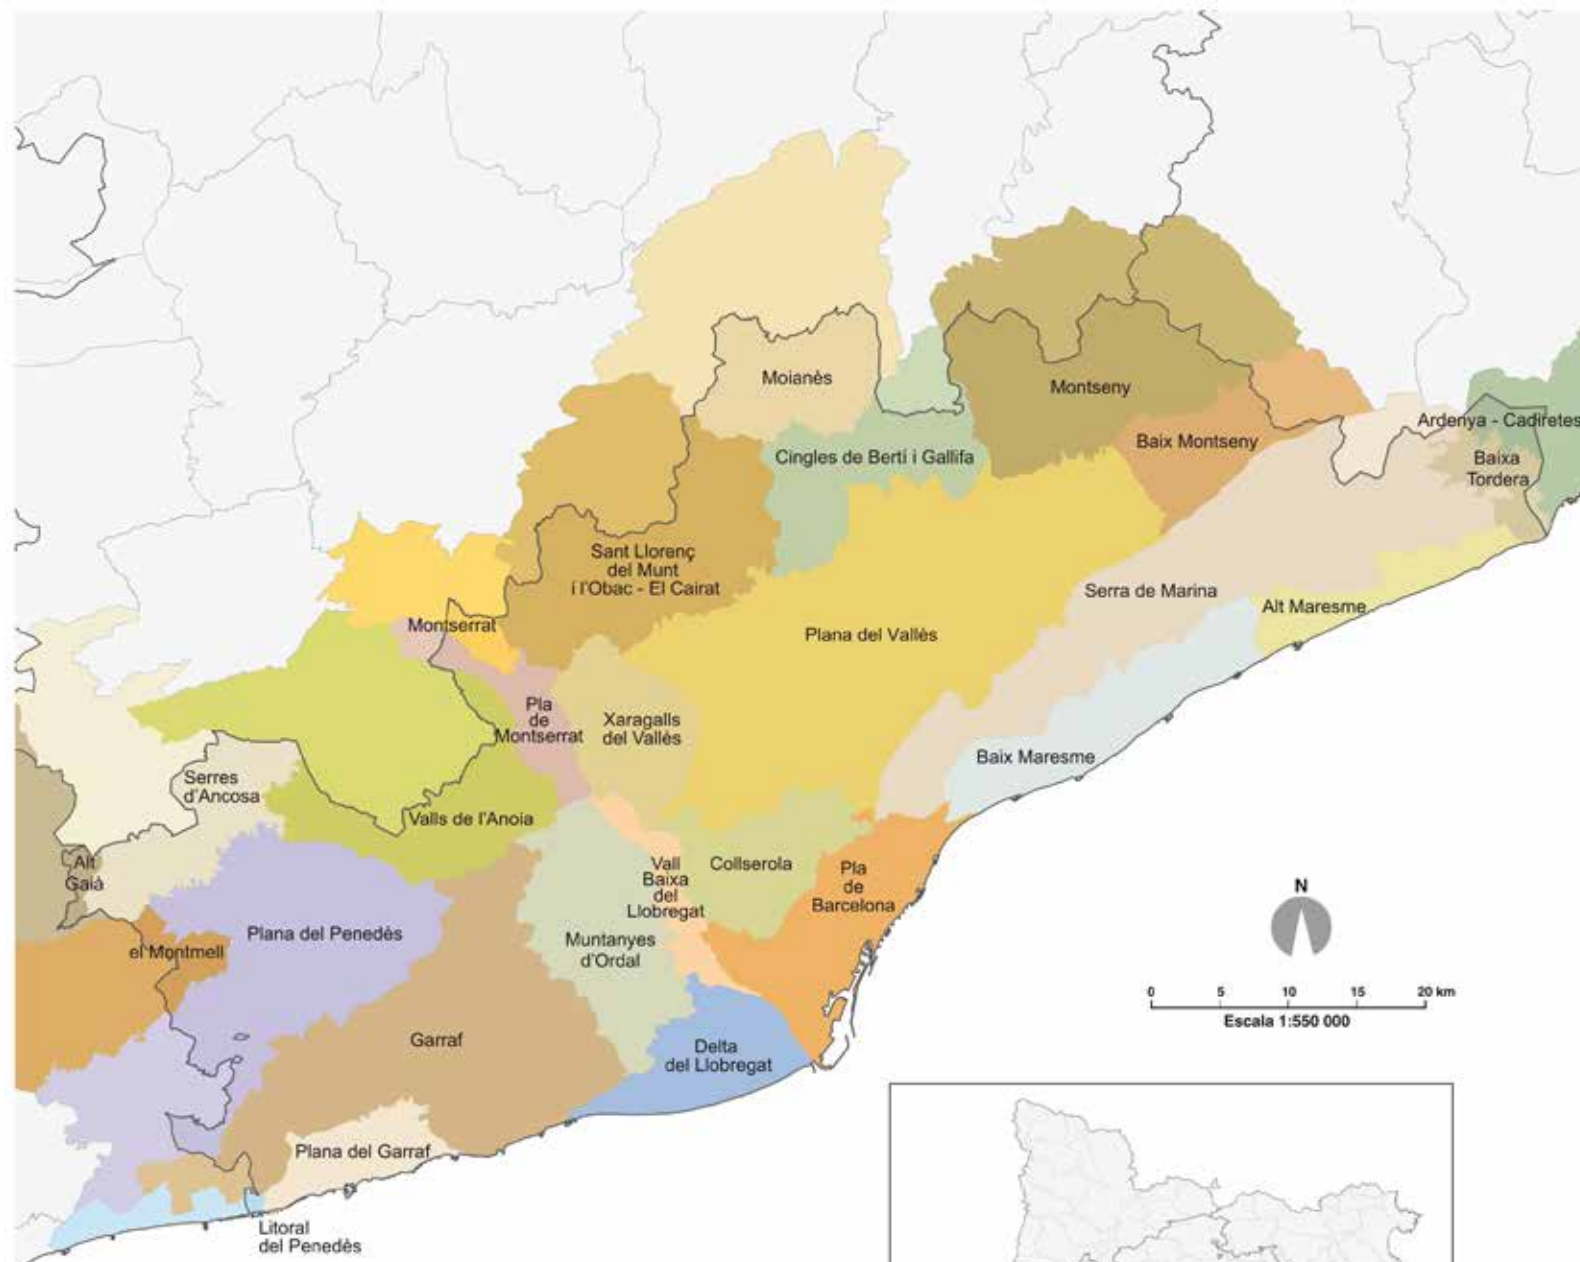 Moianès
Montseny
Ardenya - Cadiretes
Baix Montseny
Cingles de Bertí i Gallifa
Baixa
Tordera
Sant Llorenç
del Munt
i l'Obac - El Cairat
Serra de Marina
Alt Maresme
Montserrat
Plana del Vallès
Pla
de
Montserrat
Xaragalls
del Vallès
Baix Maresme
Serres
d'Ancosa
Valls de l'Anoia
Alt
Gaià
Vall
Baixa
del
Llobregat
Collserola
Pla
de
Barcelona
Plana del Penedès
el Montmell
Muntanyes
d'Ordal
N
0 5 10 15 20 km
Escala 1:550 000
Garraf
Delta
del Llobregat
Plana del Garraf
Litoral
del Penedès